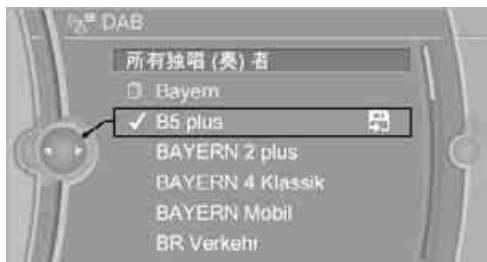 DAB
所有独唱 (奏) 者
Bayern
B5 plus
BAYERN 2 plus
BAYERN 4 Klassik
BAYERN Mobil
BR Verkehr